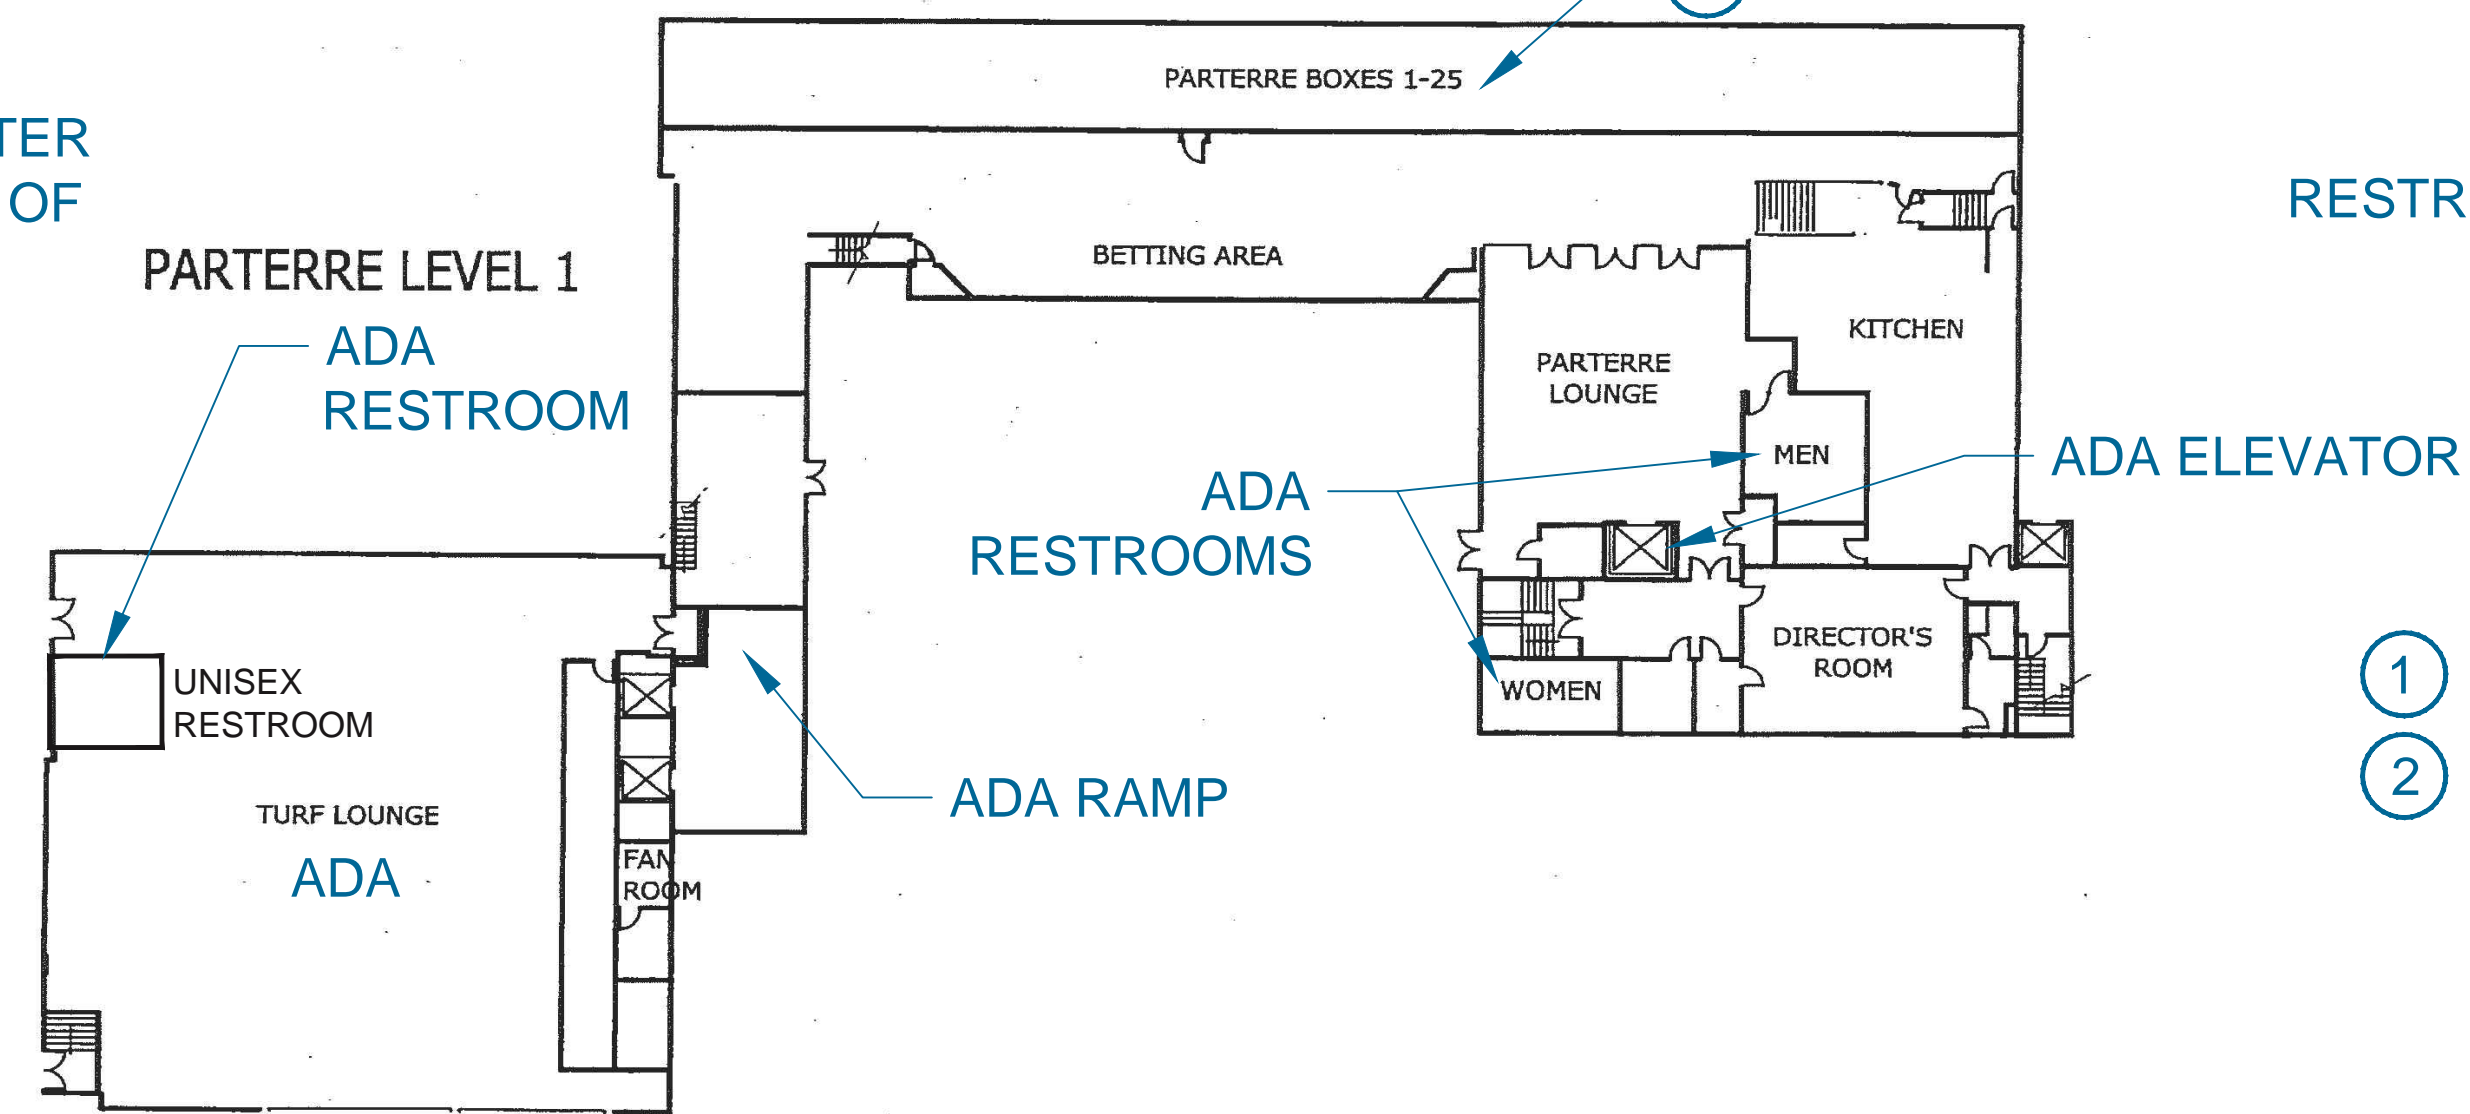 PARTERRE BOXES 1-25
TER
OF
RESTR
PARTERRE LEVEL 1
BETTING AREA
ADA
RESTROOM
KITCHEN
PARTERRE
LOUNGE
MEN
ADA ELEVATOR
ADA
RESTROOMS
UNISEX
RESTROOM
DIRECTOR'S
ROOM
WOMEN
1
2
ADA RAMP
TURF LOUNGE
ADA
FAN
ROOM